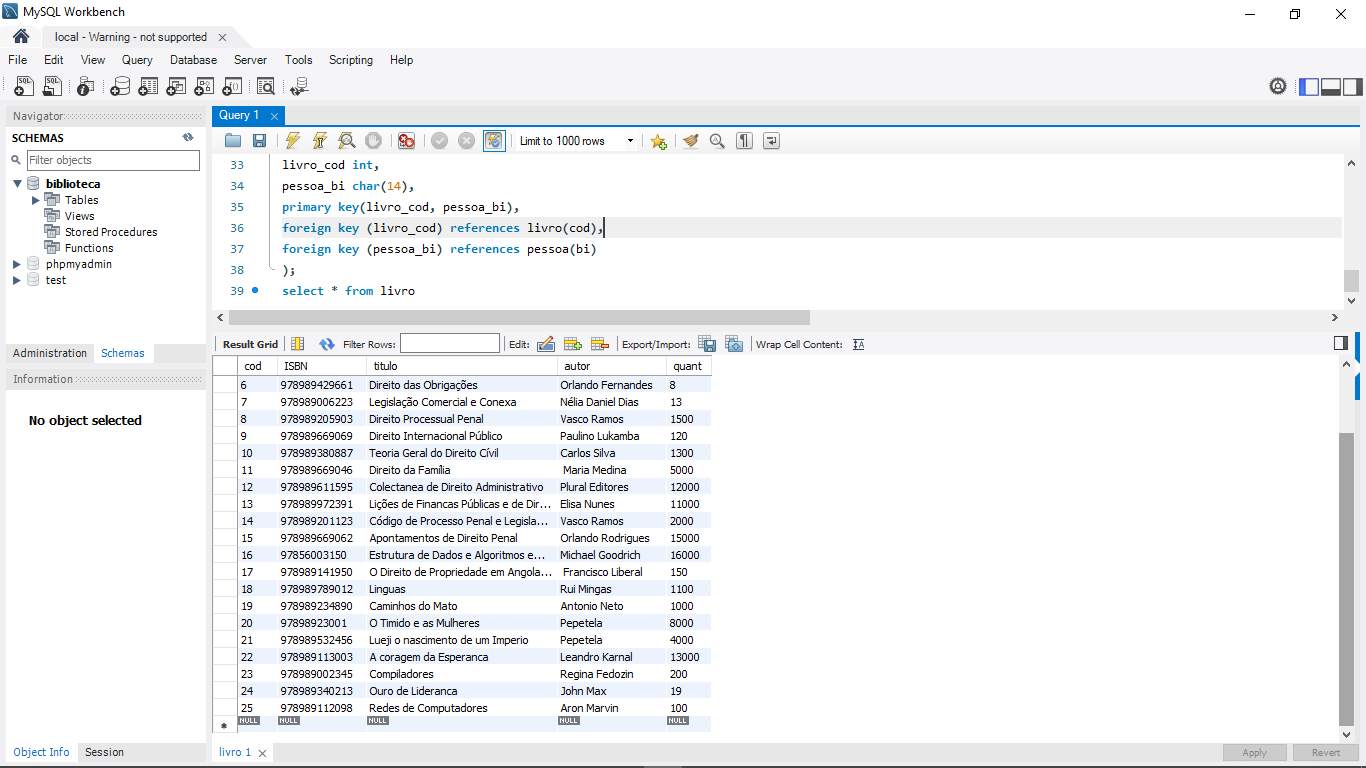 MySQL Workbench
local - Warning - not supported
File Edit View Query Database Server Tools Scripting Help
Navigator
SCHEMAS
Filter objects
biblioteca
Tables
Views
Stored Procedures
Functions
phpmyadmin
test
Administration Schemas
Information
No object selected
Object Info Session
Query 1
Limit to 1000 rows
33 livro_cod int,
34 pessoa_bi char(14),
35 primary key(livro_cod, pessoa_bi),
36 foreign key (livro_cod) references livro(cod),
37 foreign key (pessoa_bi) references pessoa(bi)
38 );
39 select * from livro
Result Grid Filter Rows: Edit: Export/Import: Wrap Cell Content:
cod ISBN titulo autor quant
6 978989429661 Direito das Obrigações Orlando Fernandes 8
7 978989006223 Legislação Comercial e Conexa Nélia Daniel Dias 13
8 978989205903 Direito Processual Penal Vasco Ramos 1500
9 978989669069 Direito Internacional Público Paulino Lukamba 120
10 978989380887 Teoria Geral do Direito Cívil Carlos Silva 1300
11 978989669046 Direito da Família Maria Medina 5000
12 978989611595 Colectanea de Direito Administrativo Plural Editores 12000
13 978989972391 Lições de Financas Públicas e de Dir... Elisa Nunes 11000
14 978989201123 Código de Processo Penal e Legisla... Vasco Ramos 2000
15 978989669062 Apontamentos de Direito Penal Orlando Rodrigues 15000
16 97856003150 Estrutura de Dados e Algoritmos e... Michael Goodrich 16000
17 978989141950 O Direito de Propriedade em Angola... Francisco Liberal 150
18 978989789012 Linguas Rui Mingas 1100
19 978989234890 Caminhos do Mato Antonio Neto 1000
20 97898923001 O Timido e as Mulheres Pepetela 8000
21 978989532456 Lueji o nascimento de um Imperio Pepetela 4000
22 978989113003 A coragem da Esperanca Leandro Karnal 13000
23 978989002345 Compiladores Regina Fedozin 200
24 978989340213 Ouro de Lideranca John Max 19
25 978989112098 Redes de Computadores Aron Marvin 100
NULL NULL NULL NULL NULL
livro 1
Apply Revert